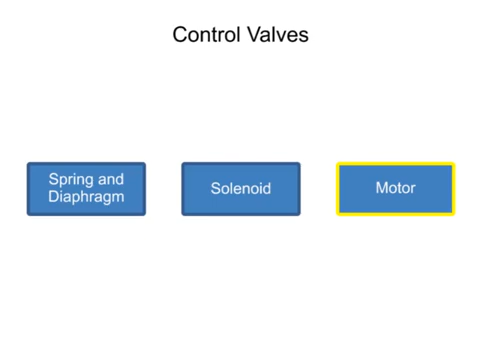 Control Valves
Spring and
Diaphragm
Solenoid
Motor